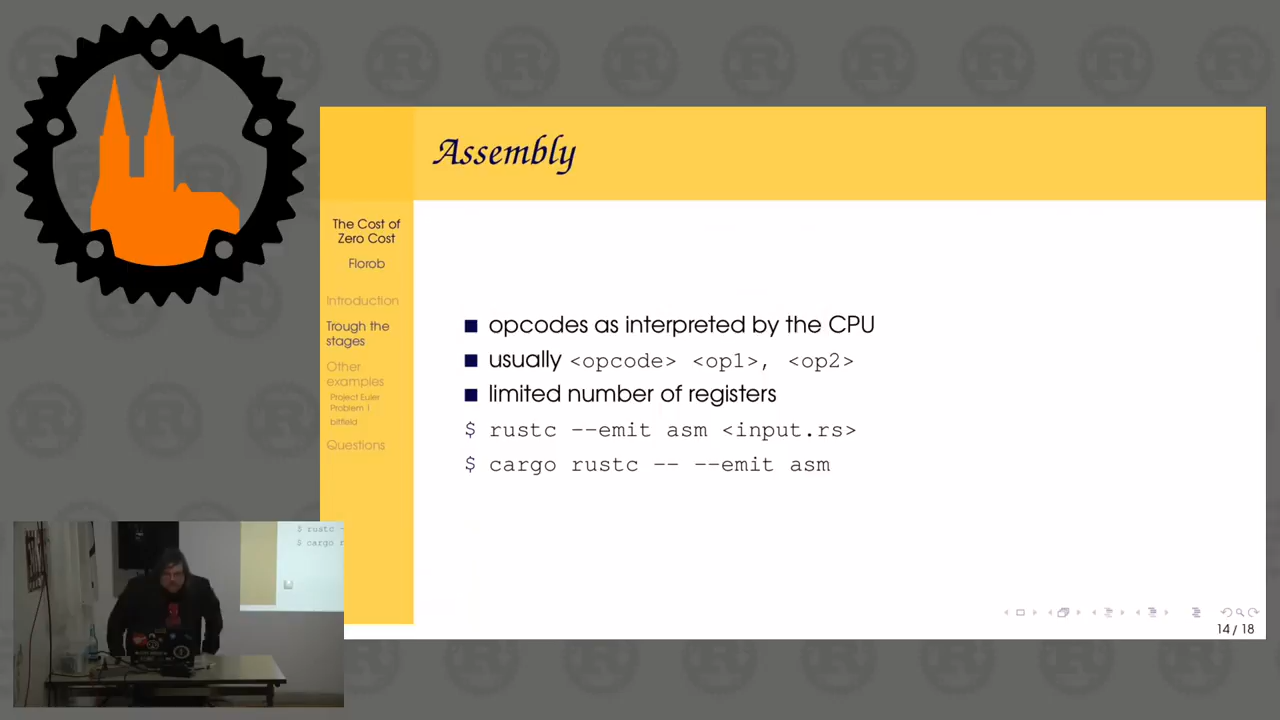 Assembly
The Cost of
Zero Cost
Florob
Introduction
Trough the
stages
Other
examples
Project Euler
Problem 1
bitfield
Questions
■ opcodes as interpreted by the CPU
■ usually <opcode> <op1>, <op2>
■ limited number of registers
$ rustc --emit asm <input.rs>
$ cargo rustc -- --emit asm
14 / 18
$ rustc -
$ cargo r